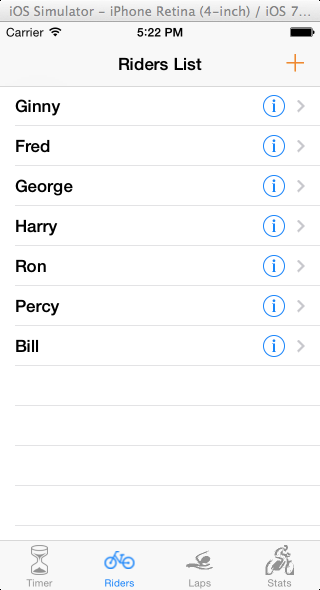 iOS Simulator - iPhone Retina (4-inch) / iOS 7...
Carrier 5:22 PM
Riders List +
Ginny i
Fred i
George i
Harry i
Ron i
Percy i
Bill i
Timer Riders Laps Stats